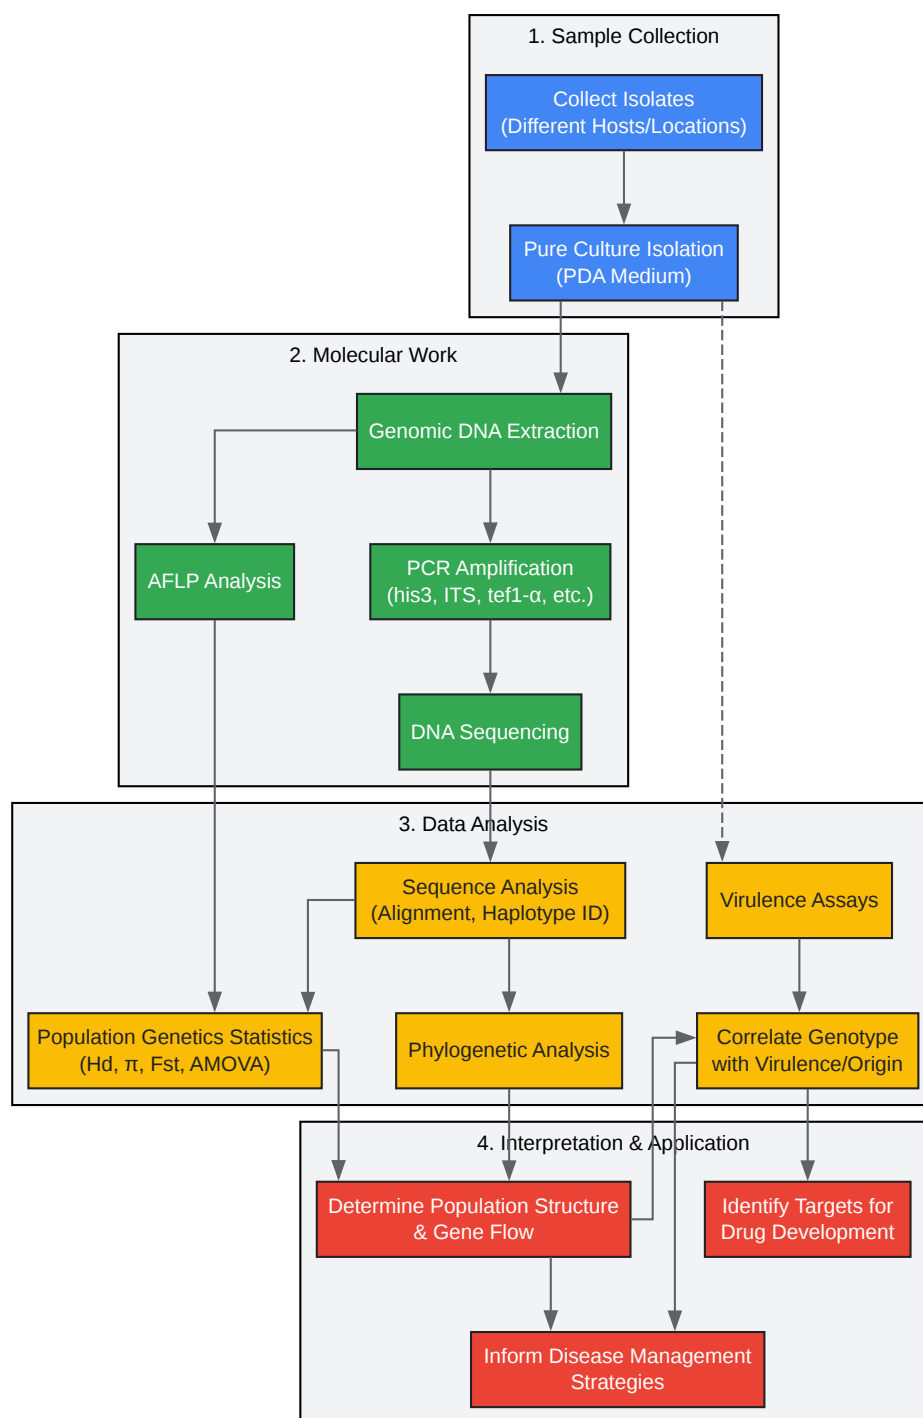 1. Sample Collection
Collect Isolates
(Different Hosts/Locations)
Pure Culture Isolation
(PDA Medium)
2. Molecular Work
Genomic DNA Extraction
AFLP Analysis
PCR Amplification
(his3, ITS, tef1-α, etc.)
DNA Sequencing
3. Data Analysis
Sequence Analysis
(Alignment, Haplotype ID)
Virulence Assays
Population Genetics Statistics
(Hd, π, Fst, AMOVA)
Phylogenetic Analysis
Correlate Genotype
with Virulence/Origin
4. Interpretation & Application
Determine Population Structure
& Gene Flow
Identify Targets for
Drug Development
Inform Disease Management
Strategies